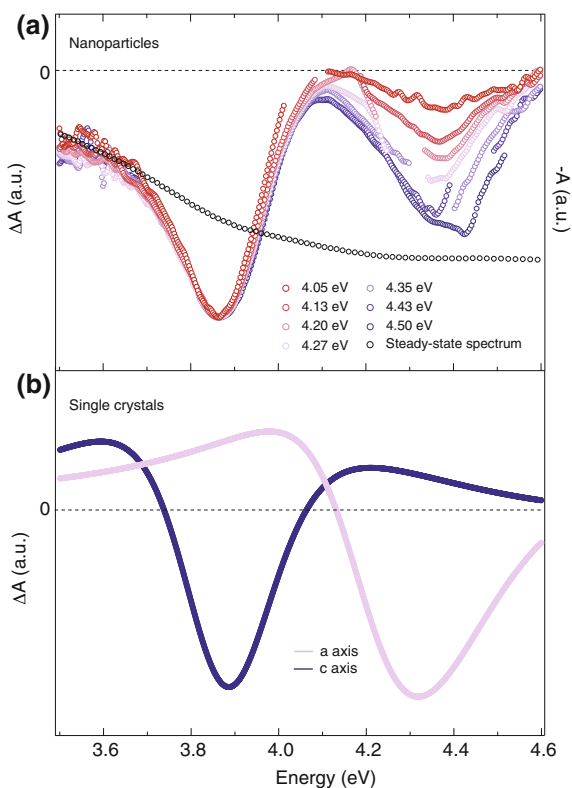 (a)
Nanoparticles
0
ΔA (a.u.)
-A (a.u.)
4.05 eV
4.35 eV
4.13 eV
4.43 eV
4.20 eV
4.50 eV
4.27 eV
Steady-state spectrum
(b)
Single crystals
0
ΔA (a.u.)
a axis
c axis
3.6 3.8 4.0 4.2 4.4 4.6
Energy (eV)